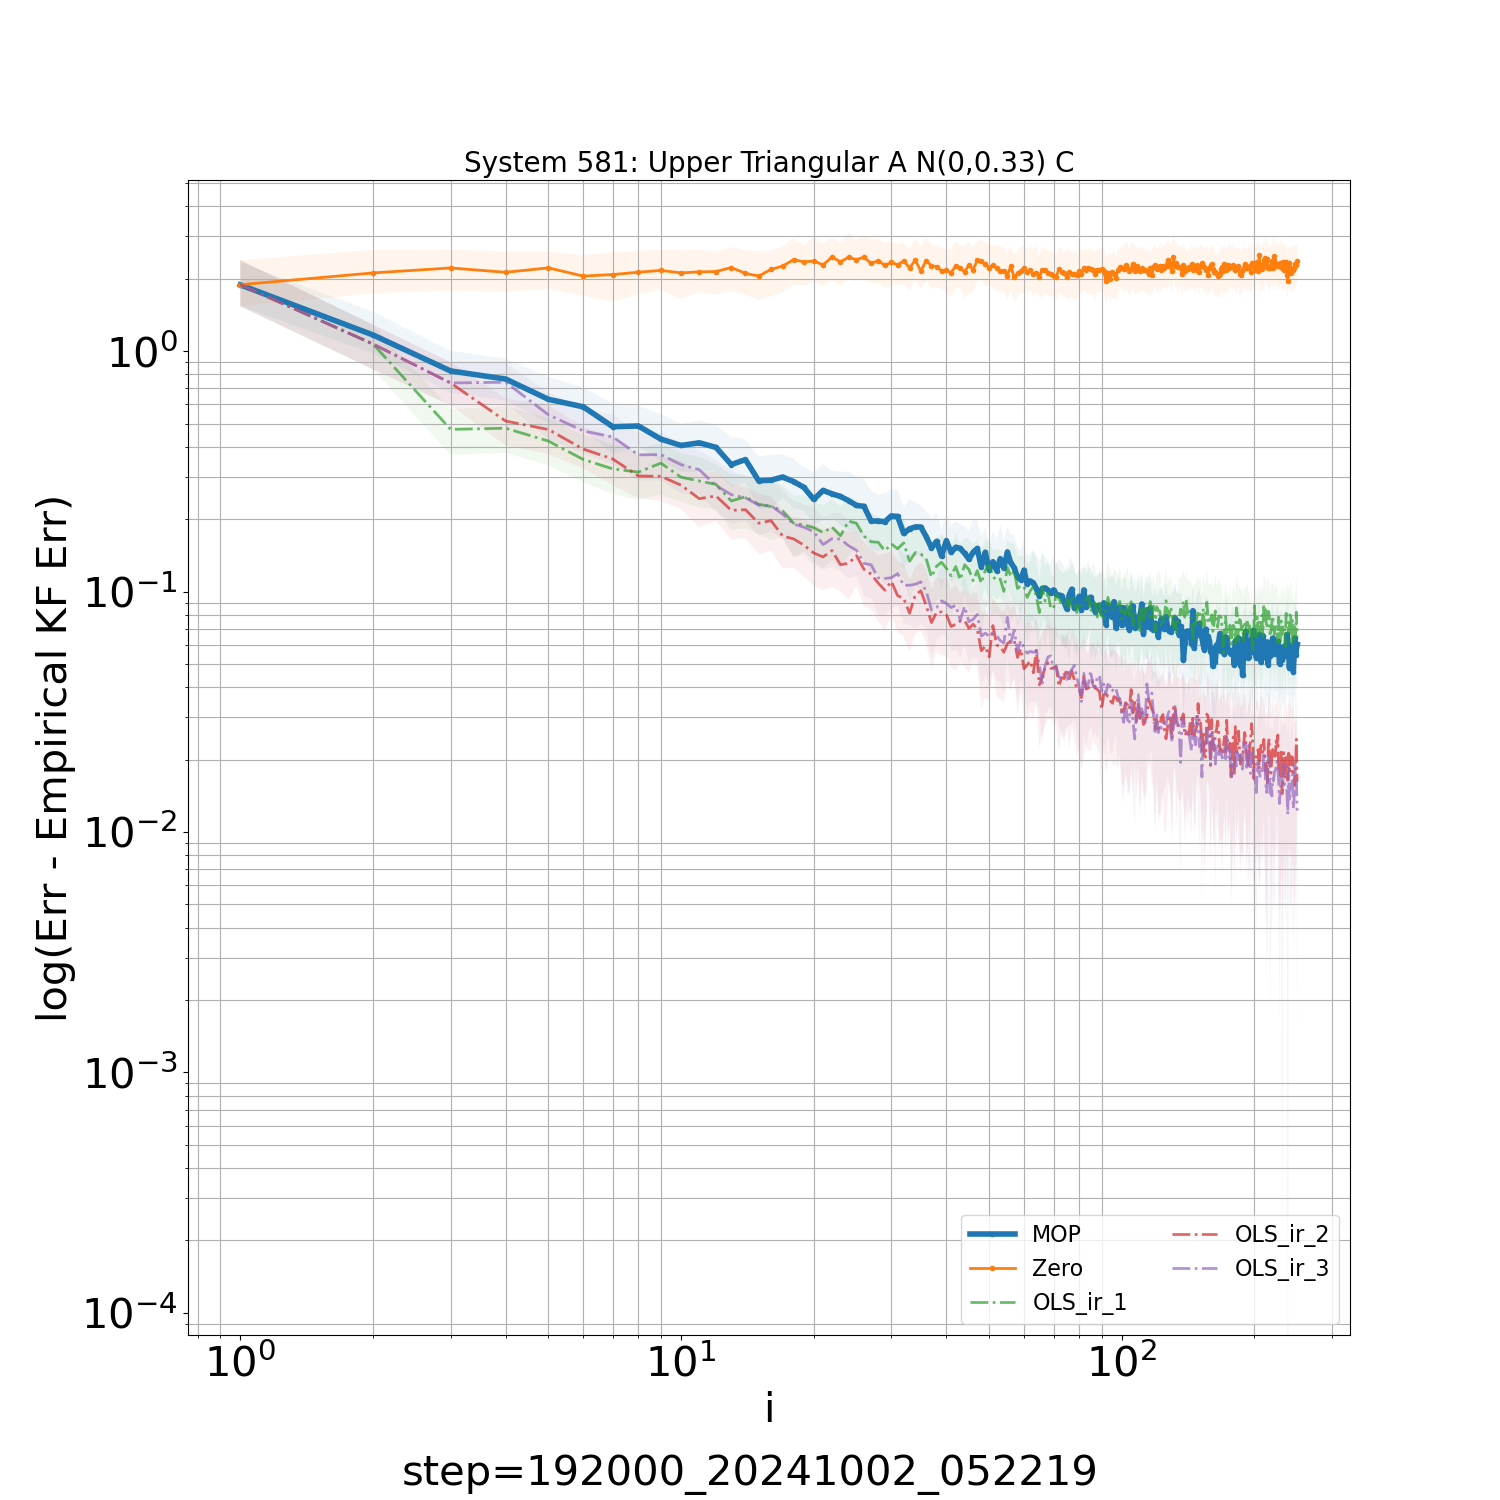 System 581: Upper Triangular A N(0,0.33) C
log(Err - Empirical KF Err)
10⁰
10⁻¹
10⁻²
10⁻³
10⁻⁴
MOP
Zero
OLS_ir_1
OLS_ir_2
OLS_ir_3
10⁰ 10¹ 10²
i
step=192000_20241002_052219